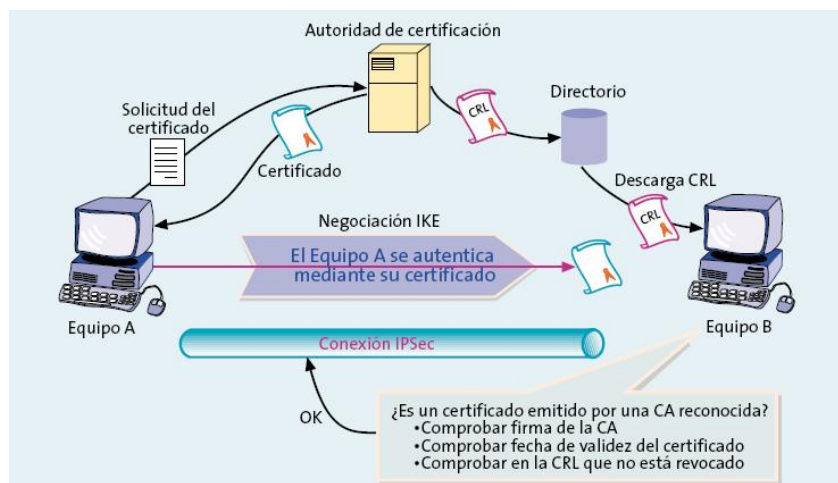 Autoridad de certificación
Solicitud del
certificado
Certificado
CRL
Directorio
Descarga CRL
CRL
Negociación IKE
El Equipo A se autentica
mediante su certificado
Equipo A
Equipo B
Conexión IPSec
OK
¿Es un certificado emitido por una CA reconocida?
•Comprobar firma de la CA
•Comprobar fecha de validez del certificado
•Comprobar en la CRL que no está revocado